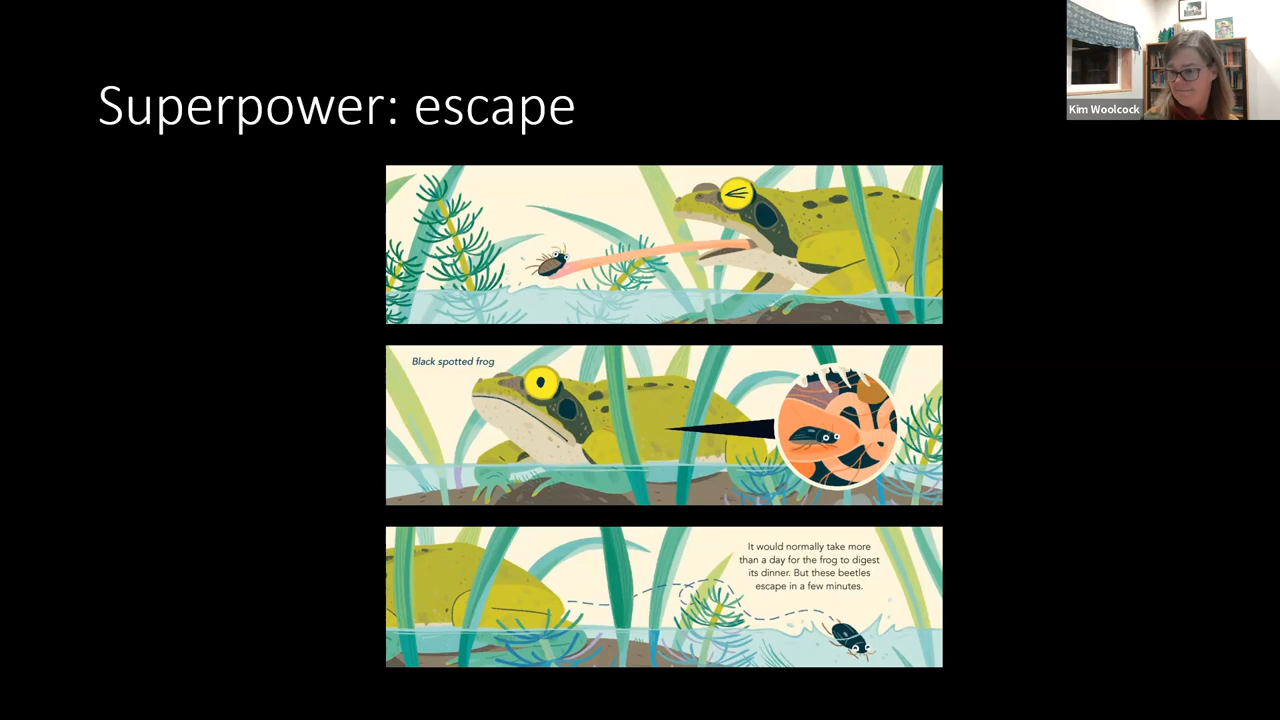 Superpower: escape
Kim Woolcock
Black spotted frog
It would normally take more
than a day for the frog to digest
its dinner. But these beetles
escape in a few minutes.